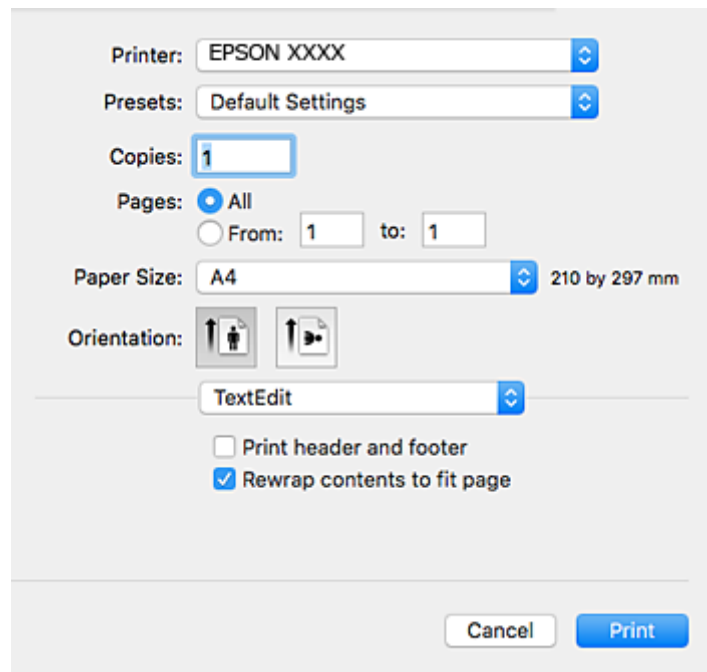 Printer: EPSON XXXX
Presets: Default Settings
Copies: 1
Pages: All
From: 1 to: 1
Paper Size: A4 210 by 297 mm
Orientation:
TextEdit
Print header and footer
Rewrap contents to fit page
Cancel Print